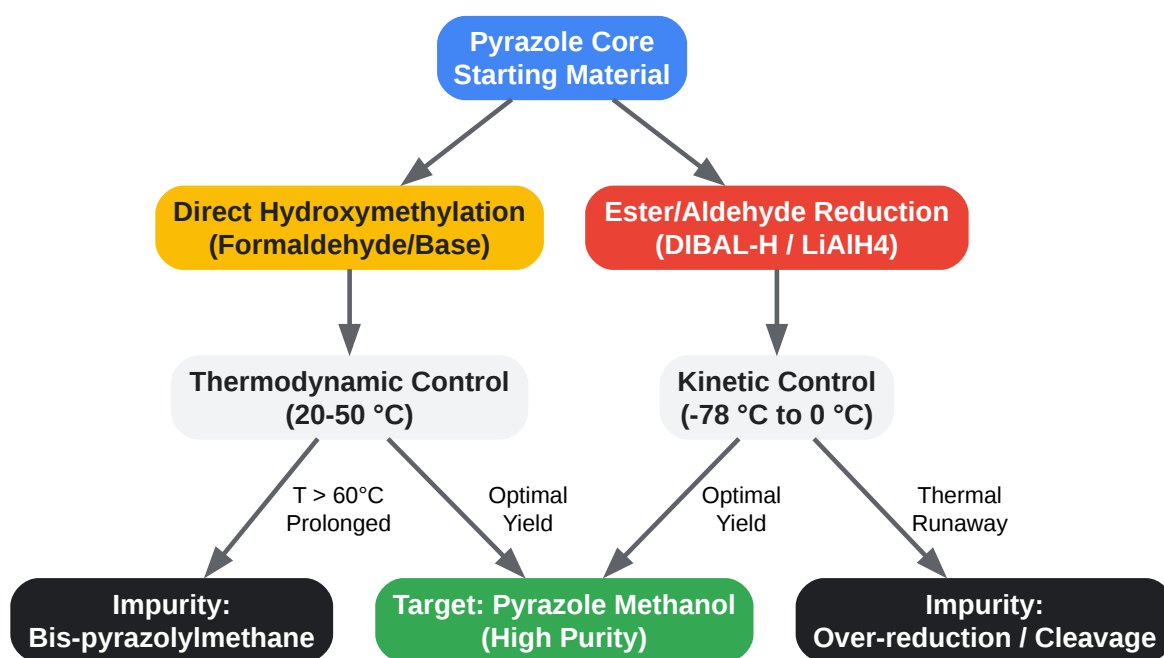 Pyrazole Core
Starting Material
Direct Hydroxymethylation
(Formaldehyde/Base)
Ester/Aldehyde Reduction
(DIBAL-H / LiAlH4)
Thermodynamic Control
(20-50 °C)
Kinetic Control
(-78 °C to 0 °C)
T > 60°C
Prolonged
Optimal
Yield
Optimal
Yield
Thermal
Runaway
Impurity:
Bis-pyrazolylmethane
Target: Pyrazole Methanol
(High Purity)
Impurity:
Over-reduction / Cleavage